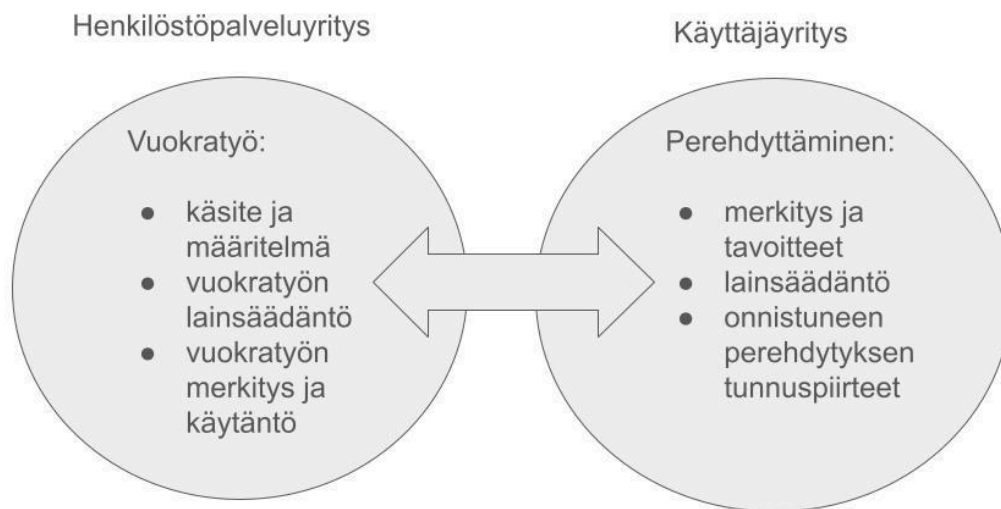 Henkilöstöpalveluyritys
Käyttäjäyritys
Vuokratyö:
● käsite ja
määritelmä
● vuokratyön
lainsäädäntö
● vuokratyön
merkitys ja
käytäntö
Perehdyttäminen:
● merkitys ja
tavoitteet
● lainsäädäntö
● onnistuneen
perehdytyksen
tunnuspiirteet